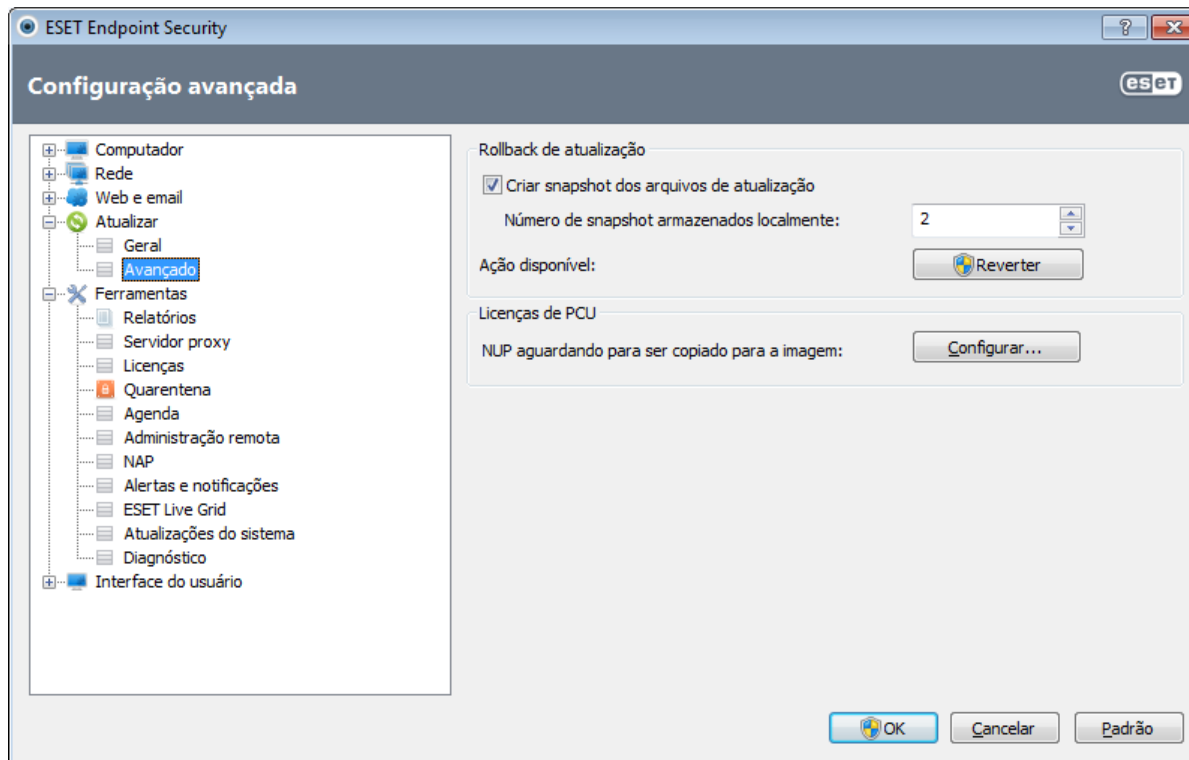 ESET Endpoint Security
?
Configuração avançada
eseT
Computador
Rede
Web e email
Atualizar
Geral
Avançado
Ferramentas
Relatórios
Servidor proxy
Licenças
Quarentena
Agenda
Administração remota
NAP
Alertas e notificações
ESET Live Grid
Atualizações do sistema
Diagnóstico
Interface do usuário
Rollback de atualização
Criar snapshot dos arquivos de atualização
Número de snapshot armazenados localmente: 2
Ação disponível: Reverter
Licenças de PCU
NUP aguardando para ser copiado para a imagem: Configurar...
OK Cancelar Padrão